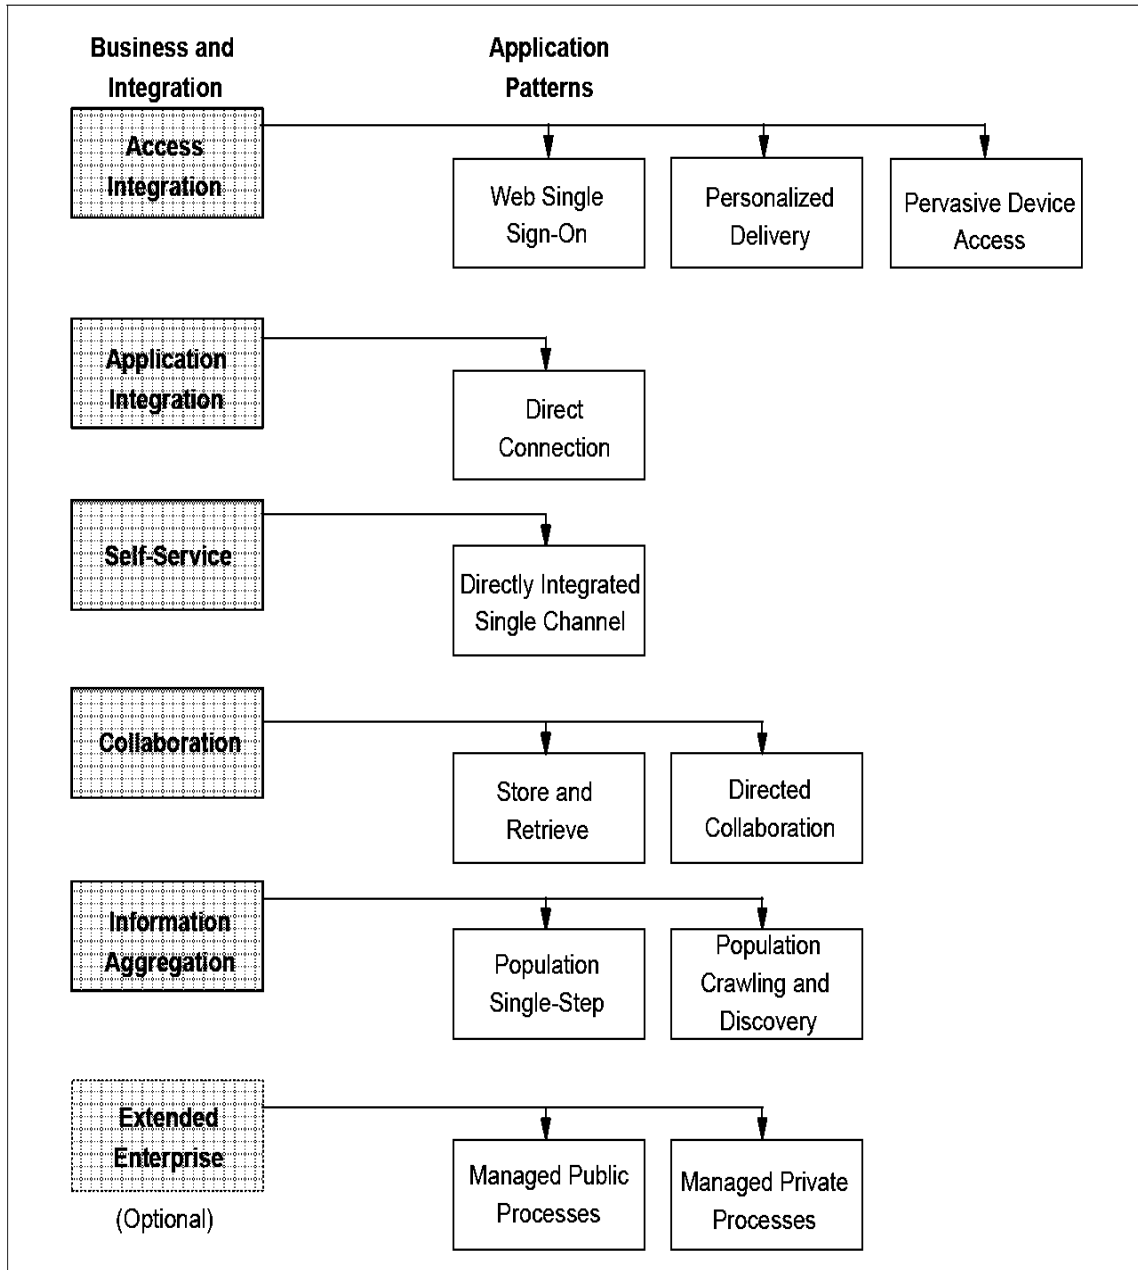 Business and
Integration
Application
Patterns
Access
Integration
Web Single
Sign-On
Personalized
Delivery
Pervasive Device
Access
Application
Integration
Direct
Connection
Self-Service
Directly Integrated
Single Channel
Collaboration
Store and
Retrieve
Directed
Collaboration
Information
Aggregation
Population
Single-Step
Population
Crawling and
Discovery
Extended
Enterprise
(Optional)
Managed Public
Processes
Managed Private
Processes